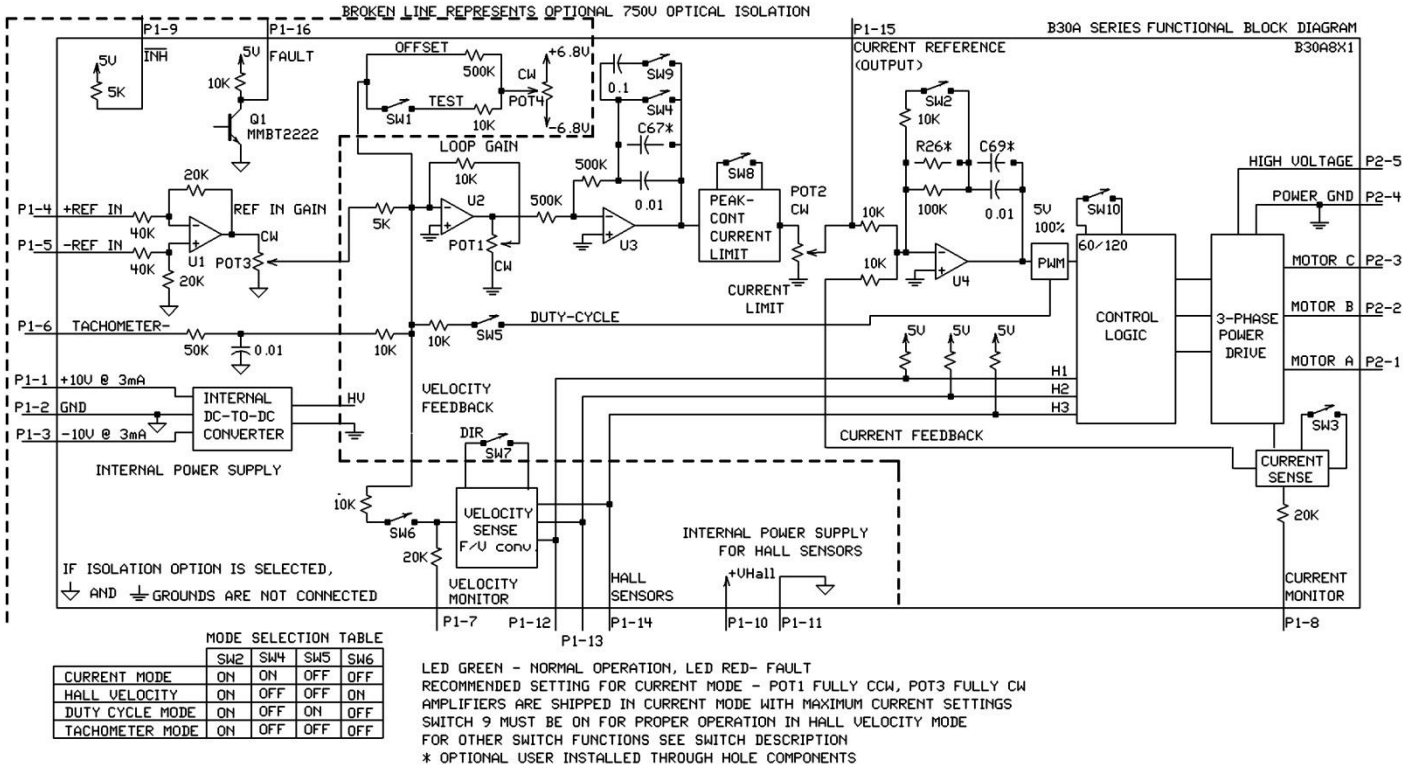 BROKEN LINE REPRESENTS OPTIONAL 750V OPTICAL ISOLATION
P1-9
P1-16
P1-15
B30A SERIES FUNCTIONAL BLOCK DIAGRAM
B30A8X1
5V
INH
5K
5V
FAULT
10K
Q1
MMBT2222
OFFSET
500K
CW
POT4
+6.8V
-6.8V
SW1
TEST
10K
0.1
SW9
SW4
C67*
0.01
500K
CURRENT REFERENCE
(OUTPUT)
SW2
10K
R26*
C69*
100K
0.01
HIGH VOLTAGE
P2-5
POWER GND
P2-4
MOTOR C
P2-3
MOTOR B
P2-2
MOTOR A
P2-1
LOOP GAIN
10K
U2
POT1
CW
500K
U3
SW8
PEAK-
CONT
CURRENT
LIMIT
POT2
CW
CURRENT
LIMIT
10K
10K
U4
5V
100%
PWM
SW10
60/120
CONTROL
LOGIC
3-PHASE
POWER
DRIVE
20K
P1-4
+REF IN
40K
REF IN GAIN
P1-5
-REF IN
40K
U1
CW
POT3
20K
5K
P1-6
TACHOMETER-
50K
0.01
10K
10K
SW5
DUTY-CYCLE
5V
5V
5V
H1
H2
H3
P1-1
+10V @ 3mA
P1-2
GND
P1-3
-10V @ 3mA
INTERNAL
DC-TO-DC
CONVERTER
HV
INTERNAL POWER SUPPLY
VELOCITY
FEEDBACK
DIR
SW7
CURRENT FEEDBACK
SW3
CURRENT
SENSE
20K
10K
SW6
20K
VELOCITY
SENSE
F/V conv.
INTERNAL POWER SUPPLY
FOR HALL SENSORS
+VHall
IF ISOLATION OPTION IS SELECTED,
AND
GROUNDS ARE NOT CONNECTED
VELOCITY
MONITOR
HALL
SENSORS
CURRENT
MONITOR
P1-7
P1-12
P1-13
P1-14
P1-10
P1-11
P1-8
MODE SELECTION TABLE
SW2 SW4 SW5 SW6
CURRENT MODE ON ON OFF OFF
HALL VELOCITY ON OFF OFF ON
DUTY CYCLE MODE ON OFF ON OFF
TACHOMETER MODE ON OFF OFF OFF
LED GREEN - NORMAL OPERATION, LED RED- FAULT
RECOMMENDED SETTING FOR CURRENT MODE - POT1 FULLY CCW, POT3 FULLY CW
AMPLIFIERS ARE SHIPPED IN CURRENT MODE WITH MAXIMUM CURRENT SETTINGS
SWITCH 9 MUST BE ON FOR PROPER OPERATION IN HALL VELOCITY MODE
FOR OTHER SWITCH FUNCTIONS SEE SWITCH DESCRIPTION
* OPTIONAL USER INSTALLED THROUGH HOLE COMPONENTS